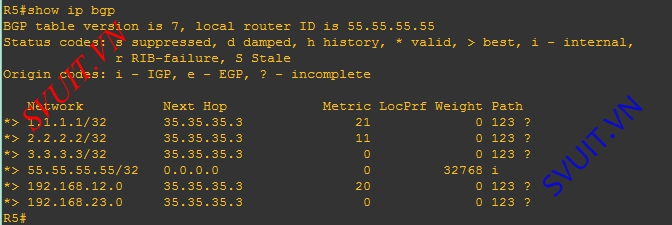 R5#show ip bgp
BGP table version is 7, local router ID is 55.55.55.55
Status codes: s suppressed, d damped, h history, * valid, > best, i - internal,
r RIB-failure, S Stale
Origin codes: i - IGP, e - EGP, ? - incomplete
Network Next Hop Metric LocPrf Weight Path
*> 1.1.1.1/32 35.35.35.3 21 0 123 ?
*> 2.2.2.2/32 35.35.35.3 11 0 123 ?
*> 3.3.3.3/32 35.35.35.3 0 0 123 ?
*> 55.55.55.55/32 0.0.0.0 0 32768 i
*> 192.168.12.0 35.35.35.3 20 0 123 ?
*> 192.168.23.0 35.35.35.3 0 0 123 ?
R5#
SVUIT.VN
SVUIT.VN